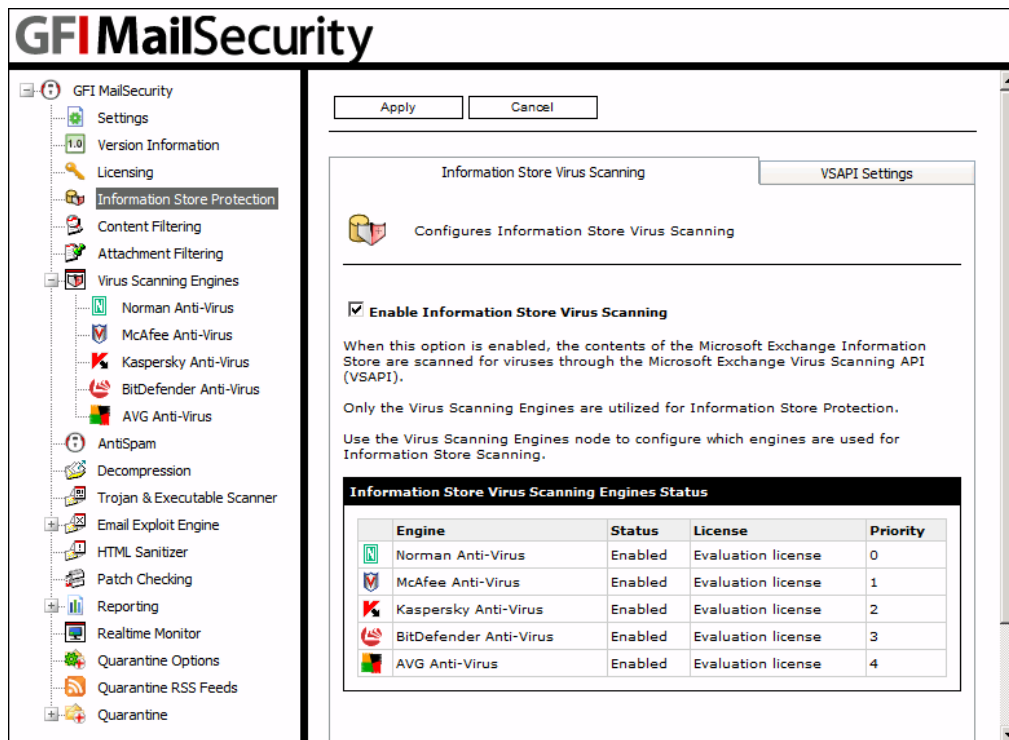 GFI MailSecurity
GFI MailSecurity
Settings
1.0
Version Information
Licensing
Information Store Protection
Content Filtering
Attachment Filtering
Virus Scanning Engines
Norman Anti-Virus
McAfee Anti-Virus
Kaspersky Anti-Virus
BitDefender Anti-Virus
AVG Anti-Virus
AntiSpam
Decompression
Trojan & Executable Scanner
Email Exploit Engine
HTML Sanitizer
Patch Checking
Reporting
Realtime Monitor
Quarantine Options
Quarantine RSS Feeds
Quarantine
Apply Cancel
Information Store Virus Scanning VSAPI Settings
Configures Information Store Virus Scanning
Enable Information Store Virus Scanning
When this option is enabled, the contents of the Microsoft Exchange Information
Store are scanned for viruses through the Microsoft Exchange Virus Scanning API
(VSAPI).
Only the Virus Scanning Engines are utilized for Information Store Protection.
Use the Virus Scanning Engines node to configure which engines are used for
Information Store Scanning.
Information Store Virus Scanning Engines Status
Engine Status License Priority
Norman Anti-Virus Enabled Evaluation license 0
McAfee Anti-Virus Enabled Evaluation license 1
Kaspersky Anti-Virus Enabled Evaluation license 2
BitDefender Anti-Virus Enabled Evaluation license 3
AVG Anti-Virus Enabled Evaluation license 4